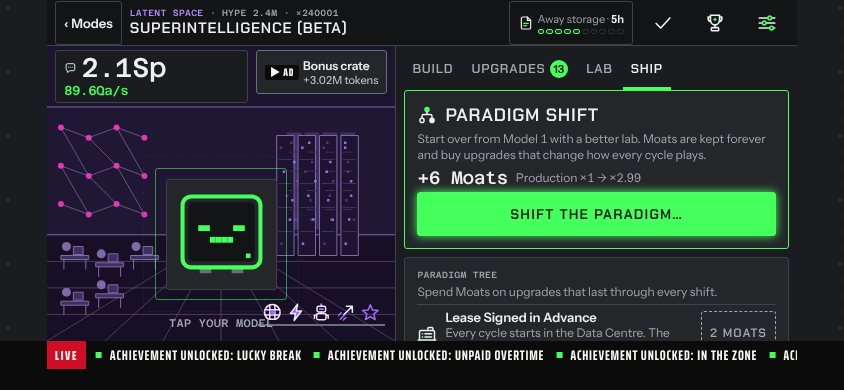 ‹ Modes
LATENT SPACE · HYPE 2.4M · ×240001
SUPERINTELLIGENCE (BETA)
Away storage · 5h
2.1Sp
89.6Qa/s
AD
Bonus crate
+3.02M tokens
BUILD
UPGRADES 13
LAB
SHIP
PARADIGM SHIFT
Start over from Model 1 with a better lab. Moats are kept forever
and buy upgrades that change how every cycle plays.
+6 Moats Production ×1 → ×2.99
SHIFT THE PARADIGM…
TAP YOUR MODEL
PARADIGM TREE
Spend Moats on upgrades that last through every shift.
Lease Signed in Advance
Every cycle starts in the Data Centre. The
2 MOATS
LIVE
ACHIEVEMENT UNLOCKED: LUCKY BREAK
ACHIEVEMENT UNLOCKED: UNPAID OVERTIME
ACHIEVEMENT UNLOCKED: IN THE ZONE